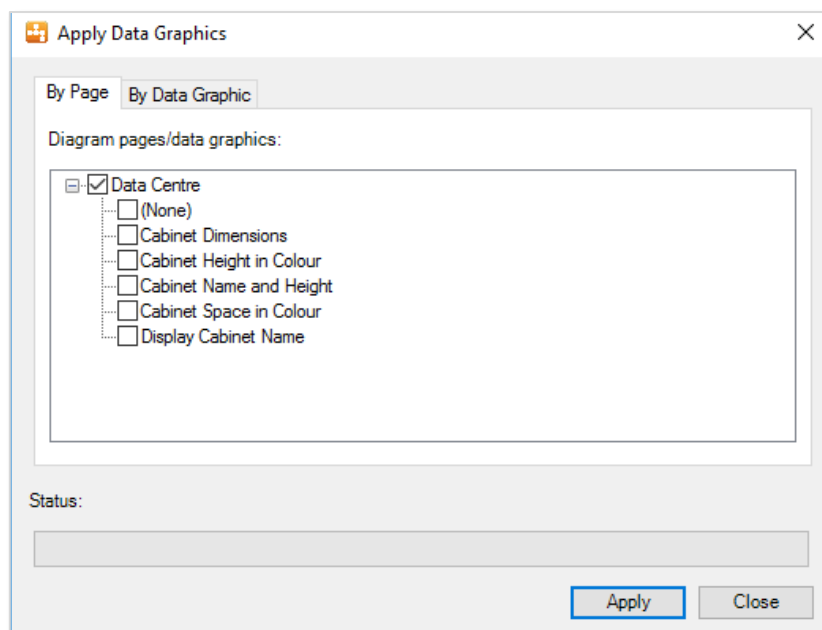 Apply Data Graphics
By Page By Data Graphic
Diagram pages/data graphics:
Data Centre
(None)
Cabinet Dimensions
Cabinet Height in Colour
Cabinet Name and Height
Cabinet Space in Colour
Display Cabinet Name
Status:
Apply Close